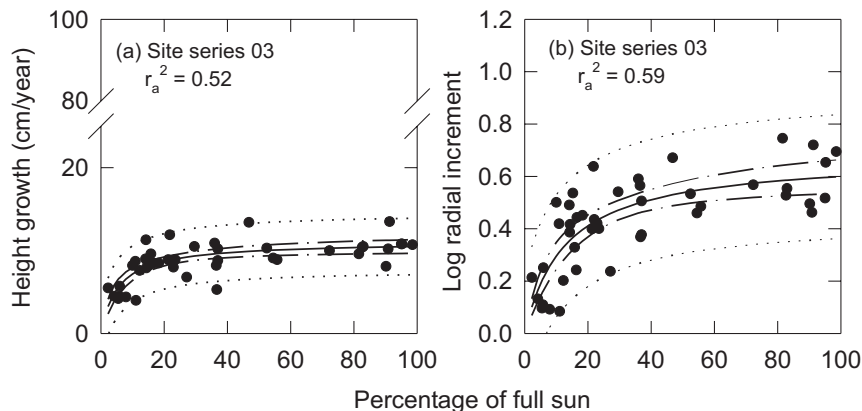 (a) Site series 03
r_a^2 = 0.52
Height growth (cm/year)
100
80
20
0
0 20 40 60 80 100
(b) Site series 03
r_a^2 = 0.59
Log radial increment
1.2
1.0
0.8
0.6
0.4
0.2
0.0
0 20 40 60 80 100
Percentage of full sun